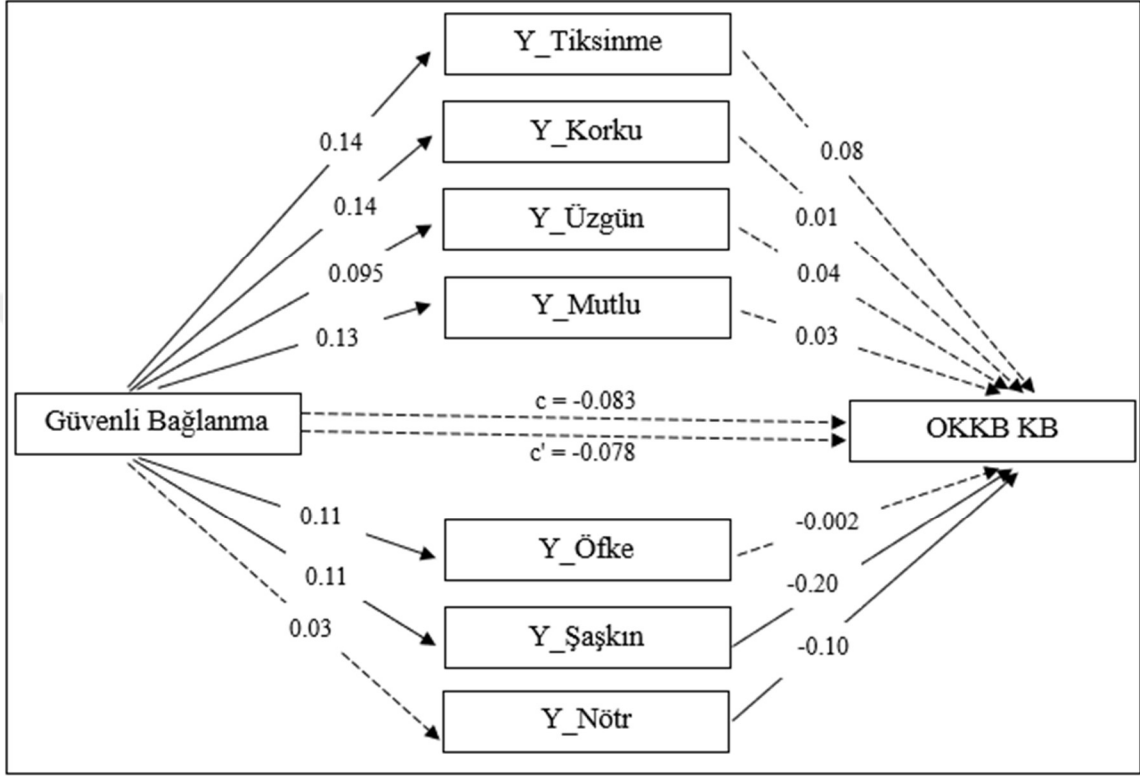 Y_Tiksinme
0.14
0.08
Y_Korku
0.14
0.01
Y_Üzgün
0.095
0.04
Y_Mutlu
0.13
0.03
Güvenli Bağlanma
c = -0.083
c' = -0.078
OKKB KB
0.11
Y_Öfke
-0.002
0.11
Y_Şaşkın
-0.20
0.03
Y_Nötr
-0.10